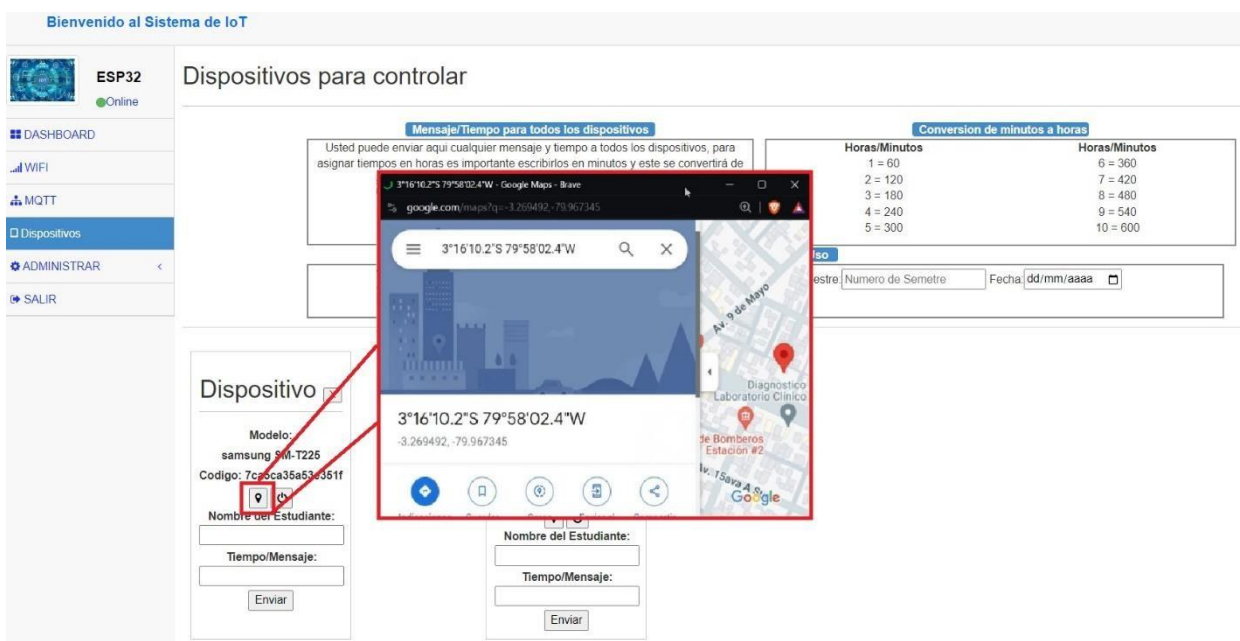 Bienvenido al Sistema de IoT
ESP32
Online
DASHBOARD
WIFI
MQTT
Dispositivos
ADMINISTRAR
SALIR
Dispositivos para controlar
Mensaje/Tiempo para todos los dispositivos
Usted puede enviar aqui cualquier mensaje y tiempo a todos los dispositivos, para
asignar tiempos en horas es importante escribirlos en minutos y este se convertirá de
Conversion de minutos a horas
Horas/Minutos Horas/Minutos
1 = 60 6 = 360
2 = 120 7 = 420
3 = 180 8 = 480
4 = 240 9 = 540
5 = 300 10 = 600
Numero de Semetre Fecha: dd/mm/aaaa
3°16'10.2"S 79°58'02.4"W - Google Maps - Brave
google.com/maps?q=-3.269492,-79.967345
3°16'10.2"S 79°58'02.4"W
3°16'10.2"S 79°58'02.4"W
-3.269492, -79.967345
Av. 9 de Mayo
Diagnostico
Laboratorio Clínico
de Bomberos
Estación #2
Av. 15ava A S
Google
Dispositivo
Modelo:
samsung SM-T225
Codigo:
Nombre del Estudiante:
Tiempo/Mensaje:
Enviar
Nombre del Estudiante:
Tiempo/Mensaje:
Enviar